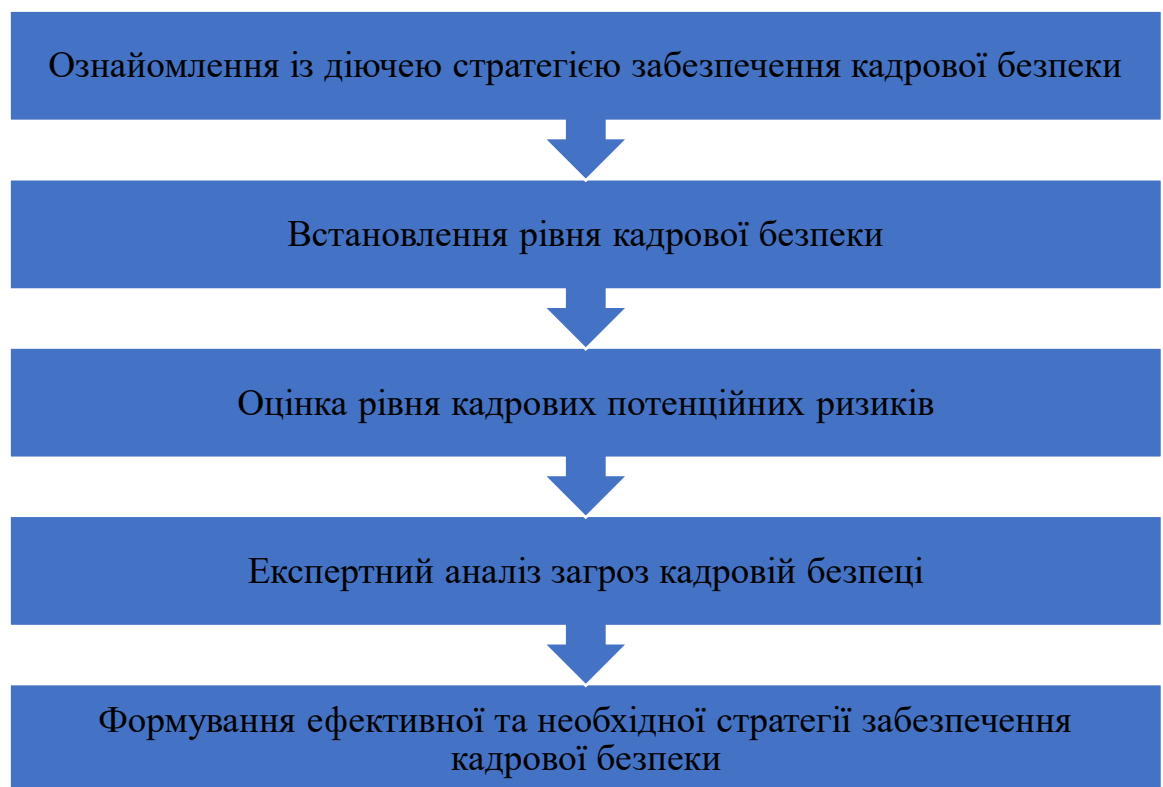 Ознайомлення із діючею стратегією забезпечення кадрової безпеки
Встановлення рівня кадрової безпеки
Оцінка рівня кадрових потенційних ризиків
Експертний аналіз загроз кадровій безпеці
Формування ефективної та необхідної стратегії забезпечення
кадрової безпеки